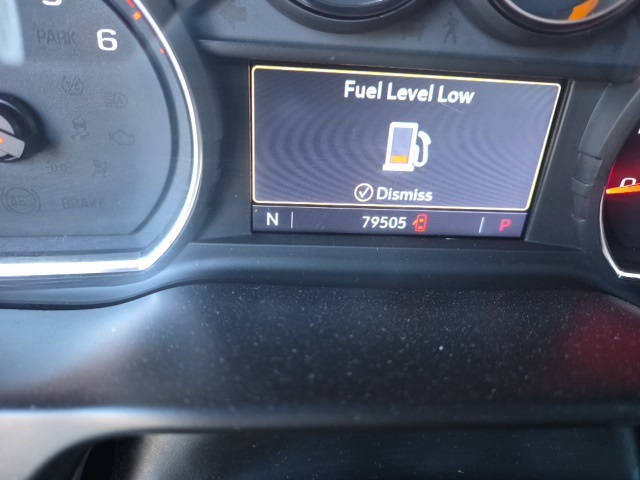 PARK
6
Fuel Level Low
Dismiss
N 79505 P
BRAKE